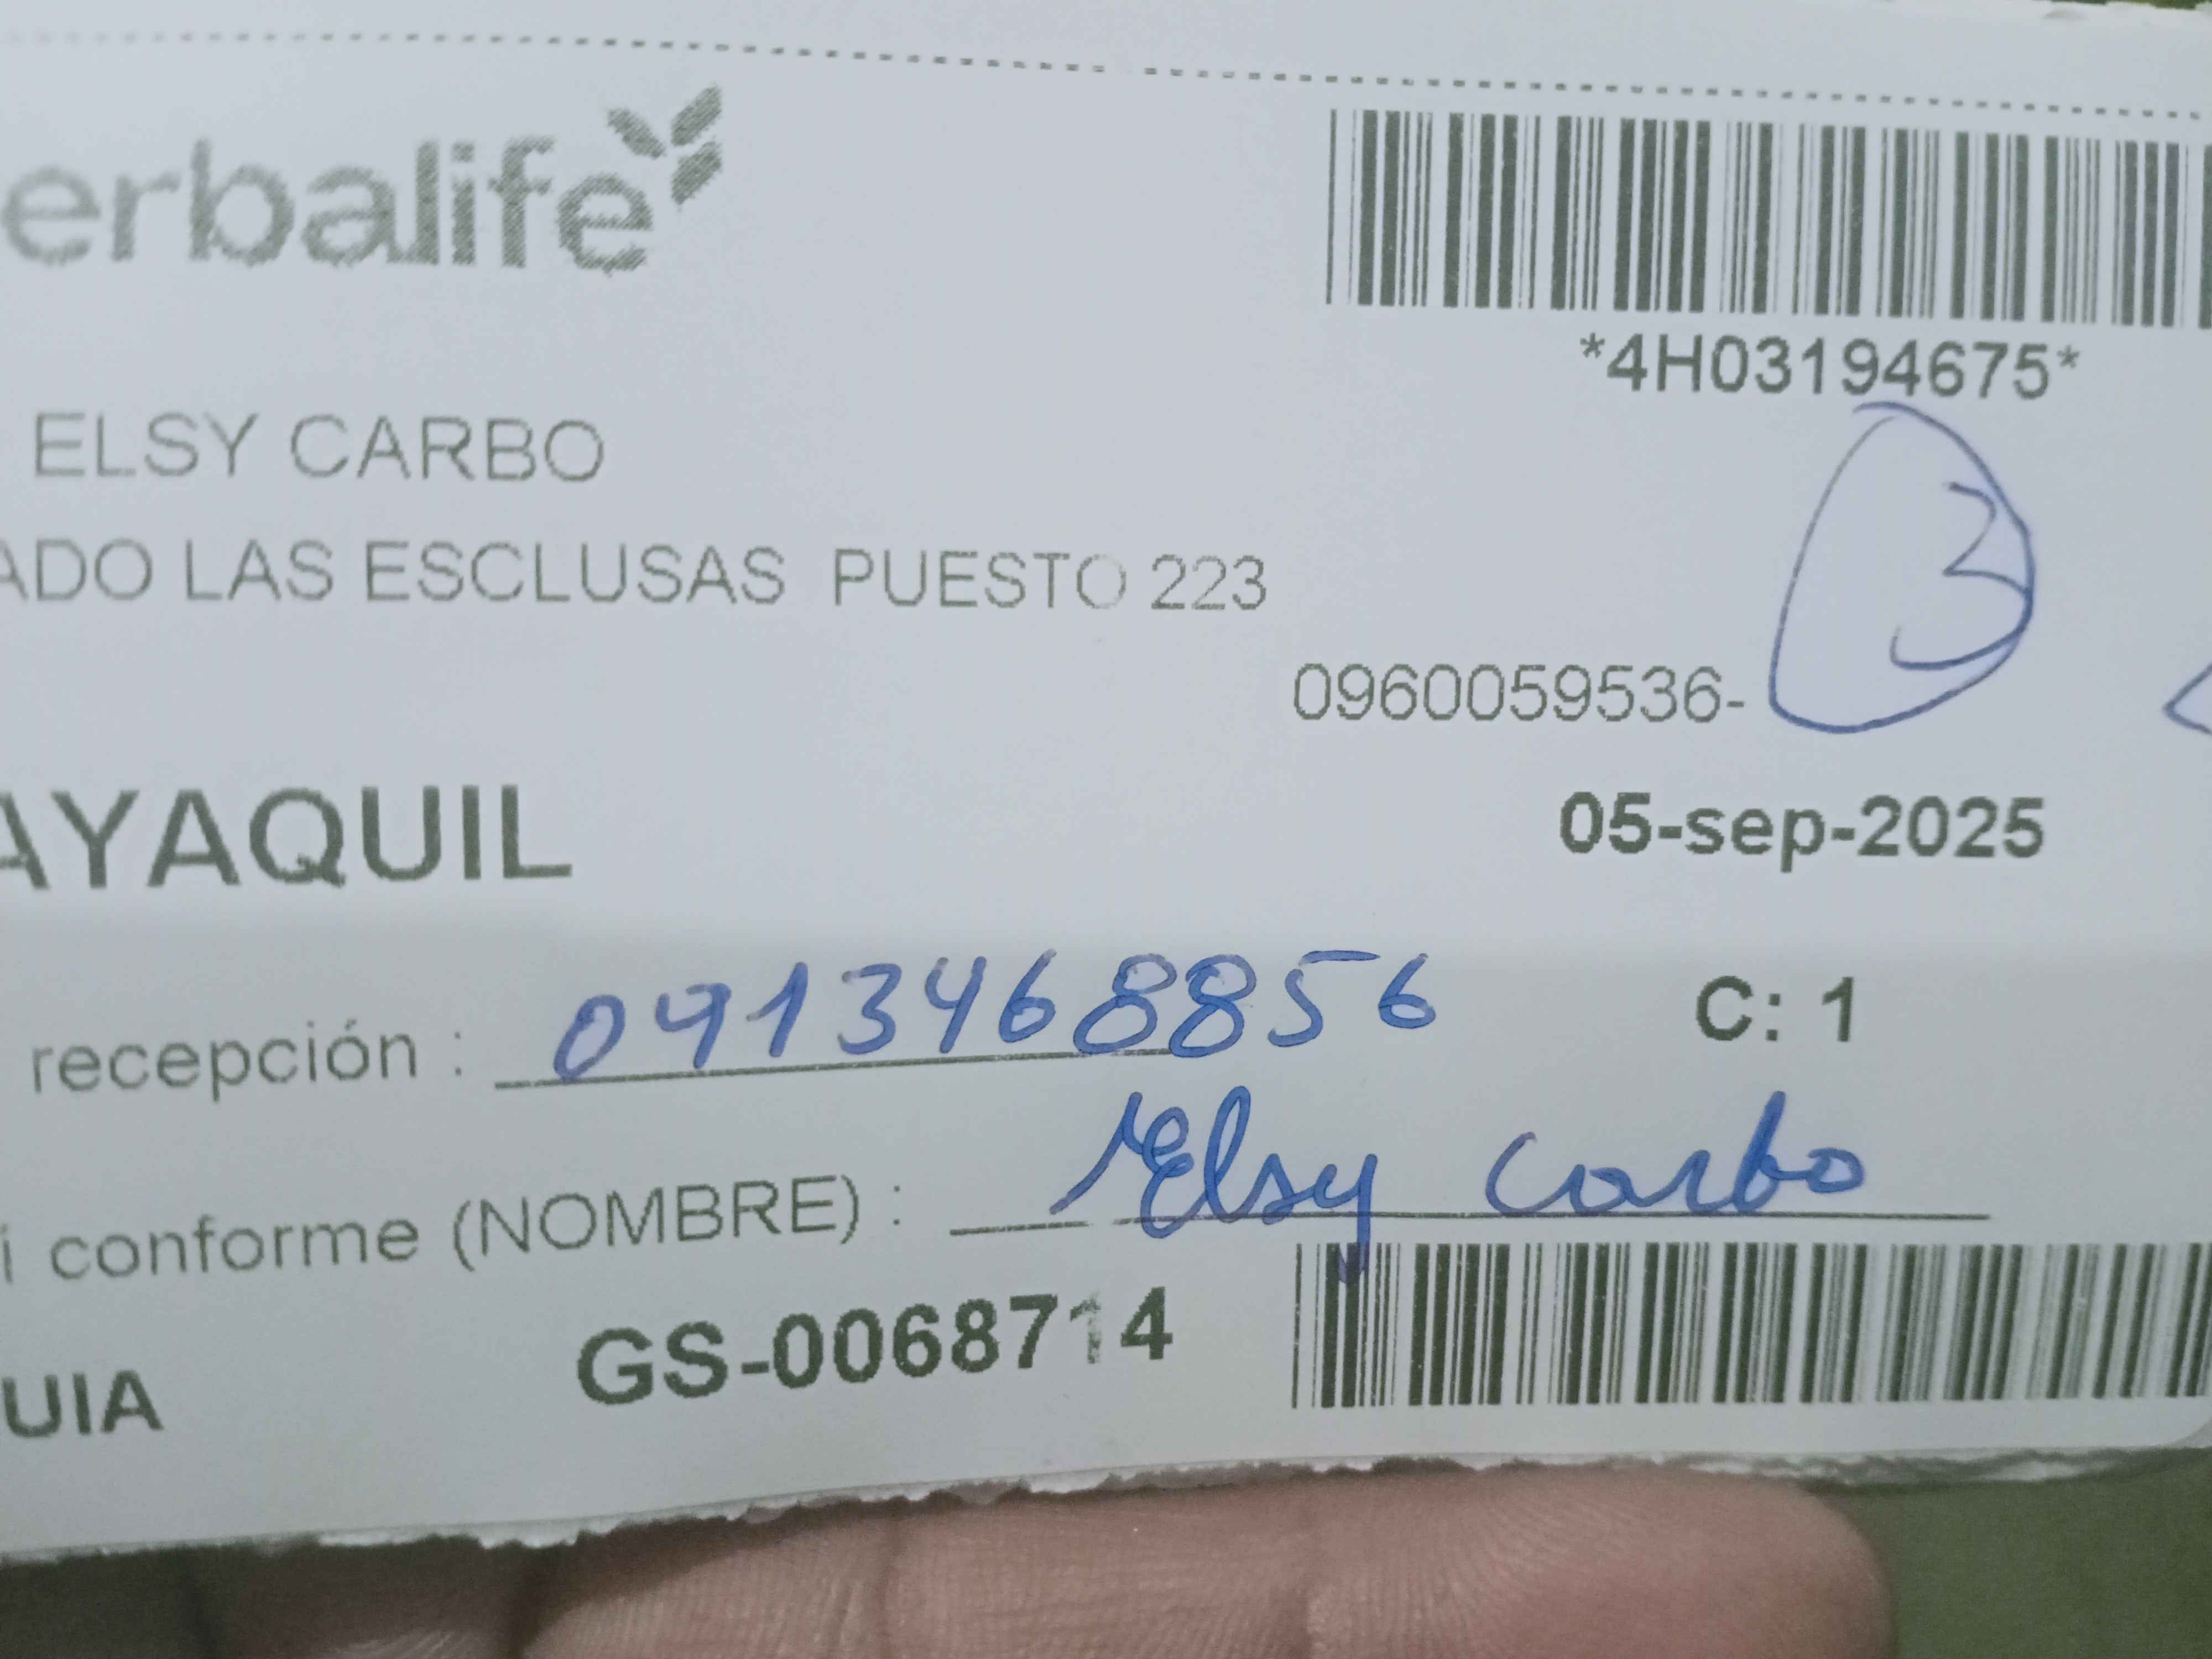 erbalife
*4H03194675*
3
ELSY CARBO
ADO LAS ESCLUSAS PUESTO 223
0960059536-
AYAQUIL
05-sep-2025
recepción : 0913468856
C: 1
i conforme (NOMBRE) : Elsy Carbo
UIA
GS-0068714